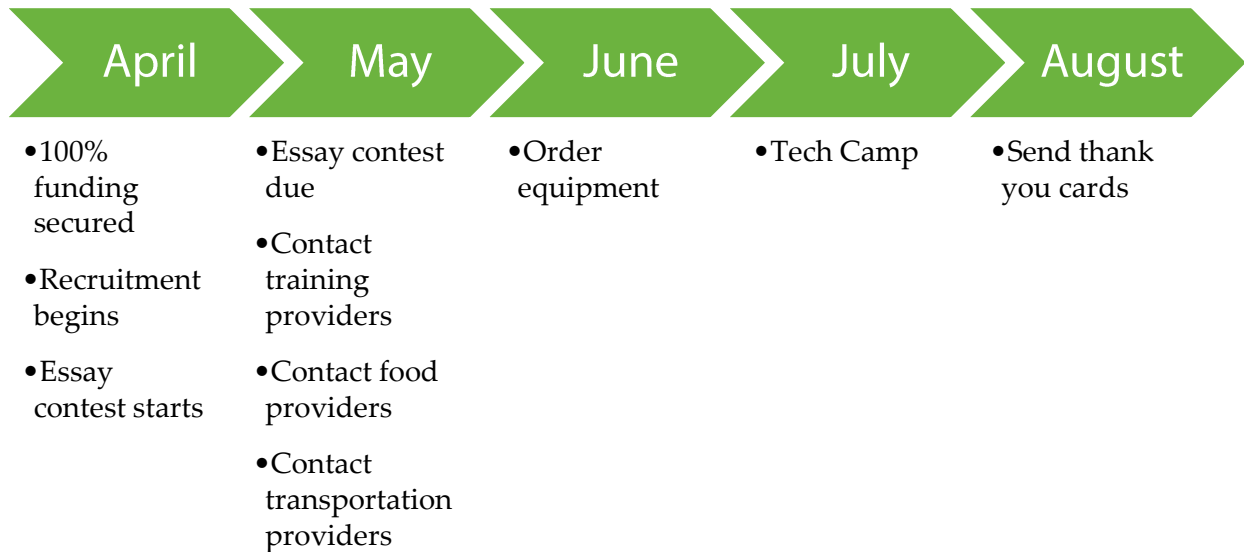 April
May
June
July
August
•100%
funding
secured
•Recruitment
begins
•Essay
contest starts
•Essay contest
due
•Contact
training
providers
•Contact food
providers
•Contact
transportation
providers
•Order
equipment
•Tech Camp
•Send thank
you cards